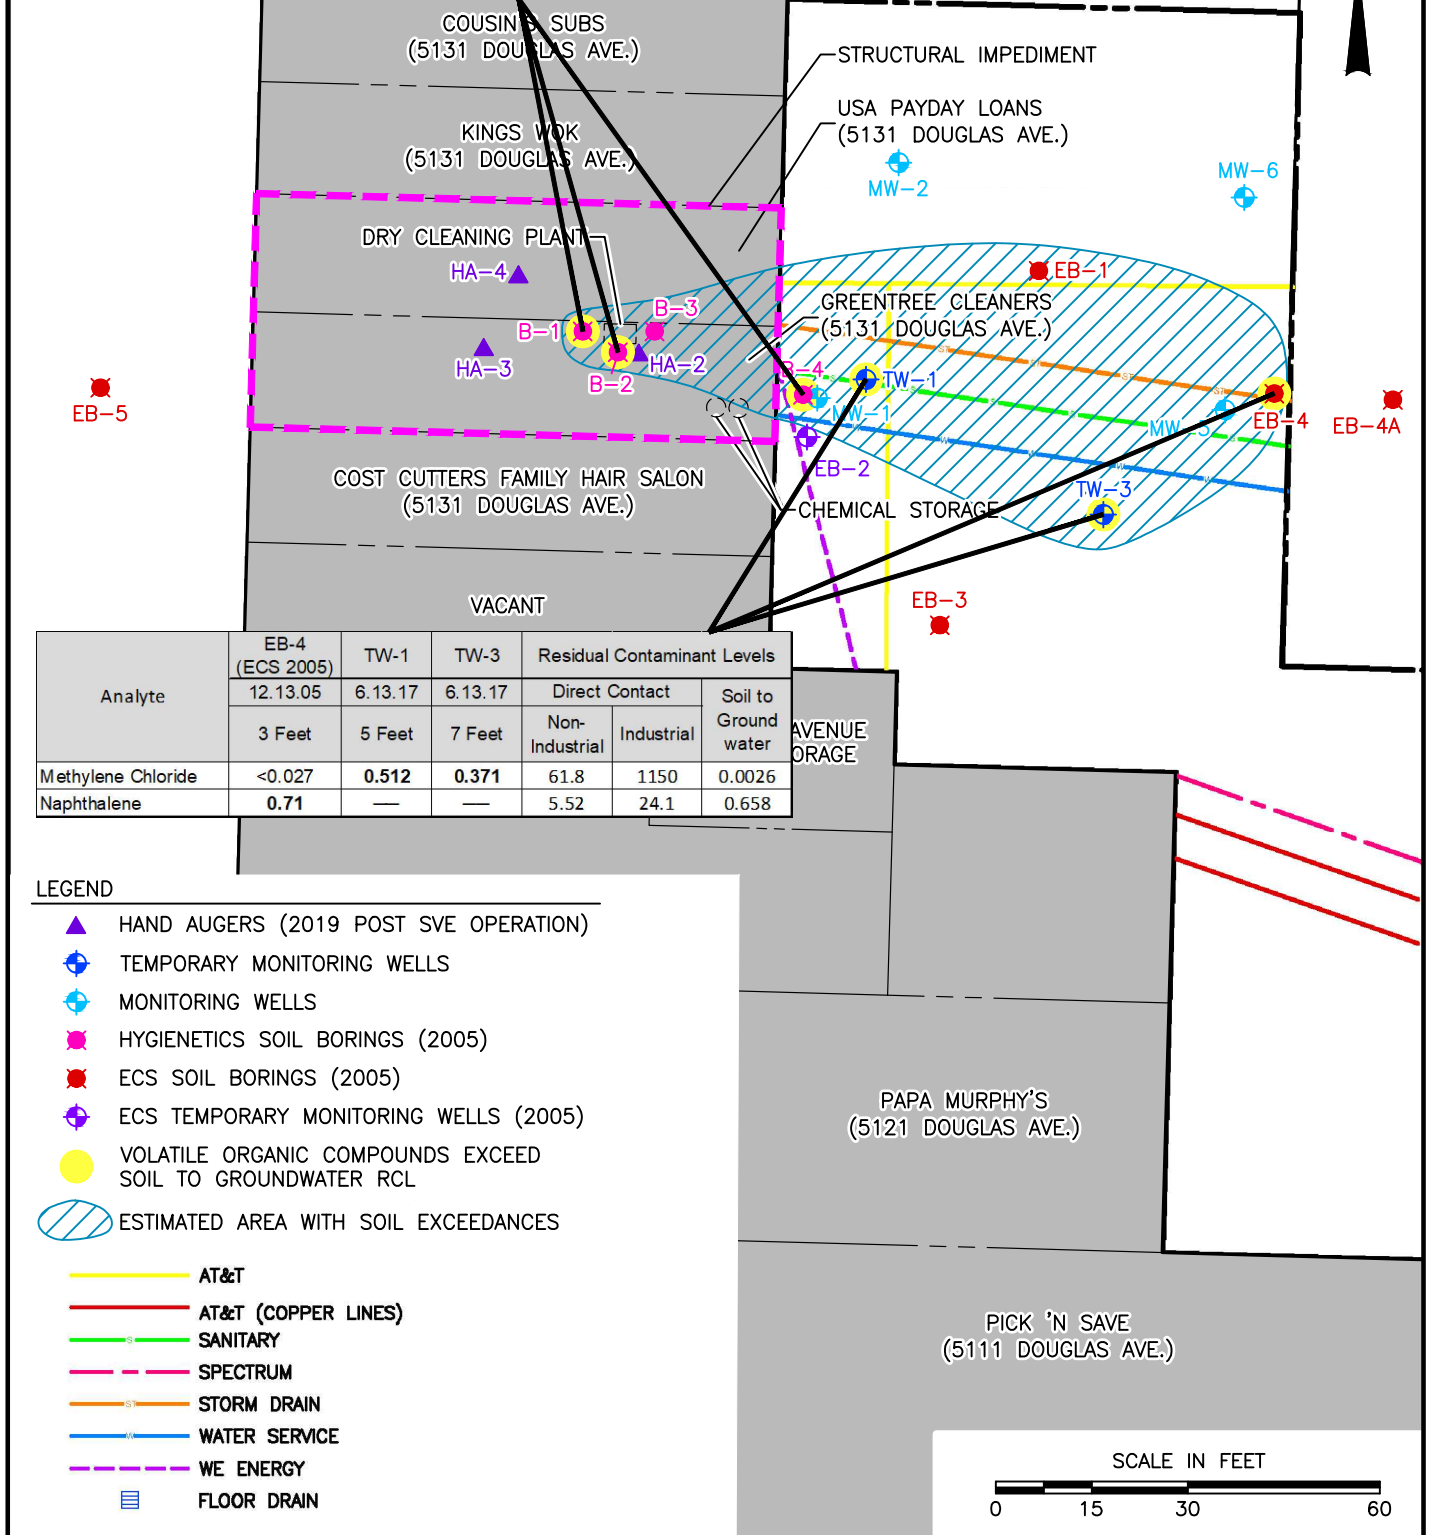 COUSIN'S SUBS
(5131 DOUGLAS AVE.)
STRUCTURAL IMPEDIMENT
USA PAYDAY LOANS
(5131 DOUGLAS AVE.)
KINGS WOK
(5131 DOUGLAS AVE.)
MW-2
MW-6
DRY CLEANING PLANT
HA-4
EB-1
GREENTREE CLEANERS
(5131 DOUGLAS AVE.)
B-3
B-1
HA-3
HA-2
B-2
B-4
TW-1
MW-1
EB-5
EB-4
EB-4A
EB-2
TW-3
COST CUTTERS FAMILY HAIR SALON
(5131 DOUGLAS AVE.)
CHEMICAL STORAGE
EB-3
VACANT
Analyte
EB-4
(ECS 2005)
TW-1
TW-3
Residual Contaminant Levels
12.13.05
6.13.17
6.13.17
Direct Contact
Soil to
Ground
water
3 Feet
5 Feet
7 Feet
Non-
Industrial
Industrial
Methylene Chloride <0.027 0.512 0.371 61.8 1150 0.0026
Naphthalene 0.71 — — 5.52 24.1 0.658
AVENUE
ORAGE
LEGEND
HAND AUGERS (2019 POST SVE OPERATION)
TEMPORARY MONITORING WELLS
MONITORING WELLS
HYGIENETICS SOIL BORINGS (2005)
ECS SOIL BORINGS (2005)
ECS TEMPORARY MONITORING WELLS (2005)
VOLATILE ORGANIC COMPOUNDS EXCEED
SOIL TO GROUNDWATER RCL
ESTIMATED AREA WITH SOIL EXCEEDANCES
AT&T
AT&T (COPPER LINES)
SANITARY
SPECTRUM
STORM DRAIN
WATER SERVICE
WE ENERGY
FLOOR DRAIN
PAPA MURPHY'S
(5121 DOUGLAS AVE.)
PICK 'N SAVE
(5111 DOUGLAS AVE.)
SCALE IN FEET
0 15 30 60